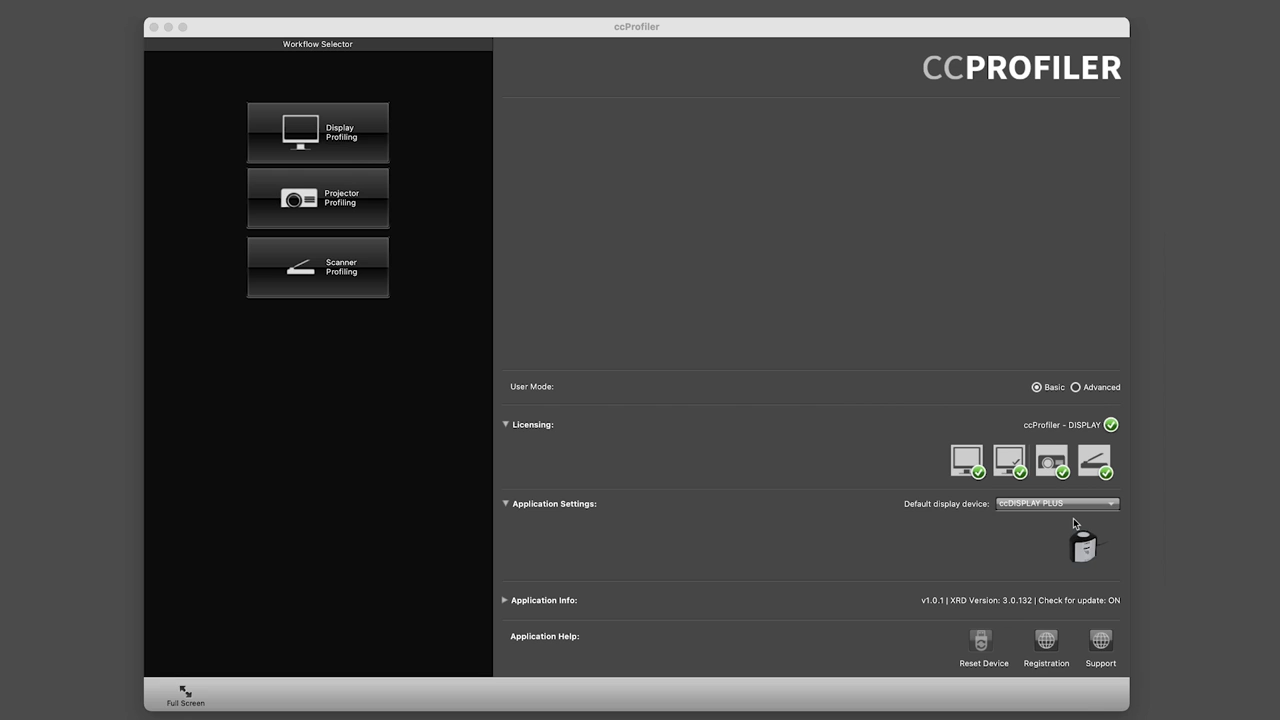 ccProfiler
Workflow Selector
Display
Profiling
Projector
Profiling
Scanner
Profiling
CCPROFILER
User Mode:
Basic
Advanced
Licensing:
ccProfiler - DISPLAY
Application Settings:
Default display device:
ccDISPLAY PLUS
Application Info:
v1.0.1 | XRD Version: 3.0.132 | Check for update: ON
Application Help:
Reset Device
Registration
Support
Full Screen